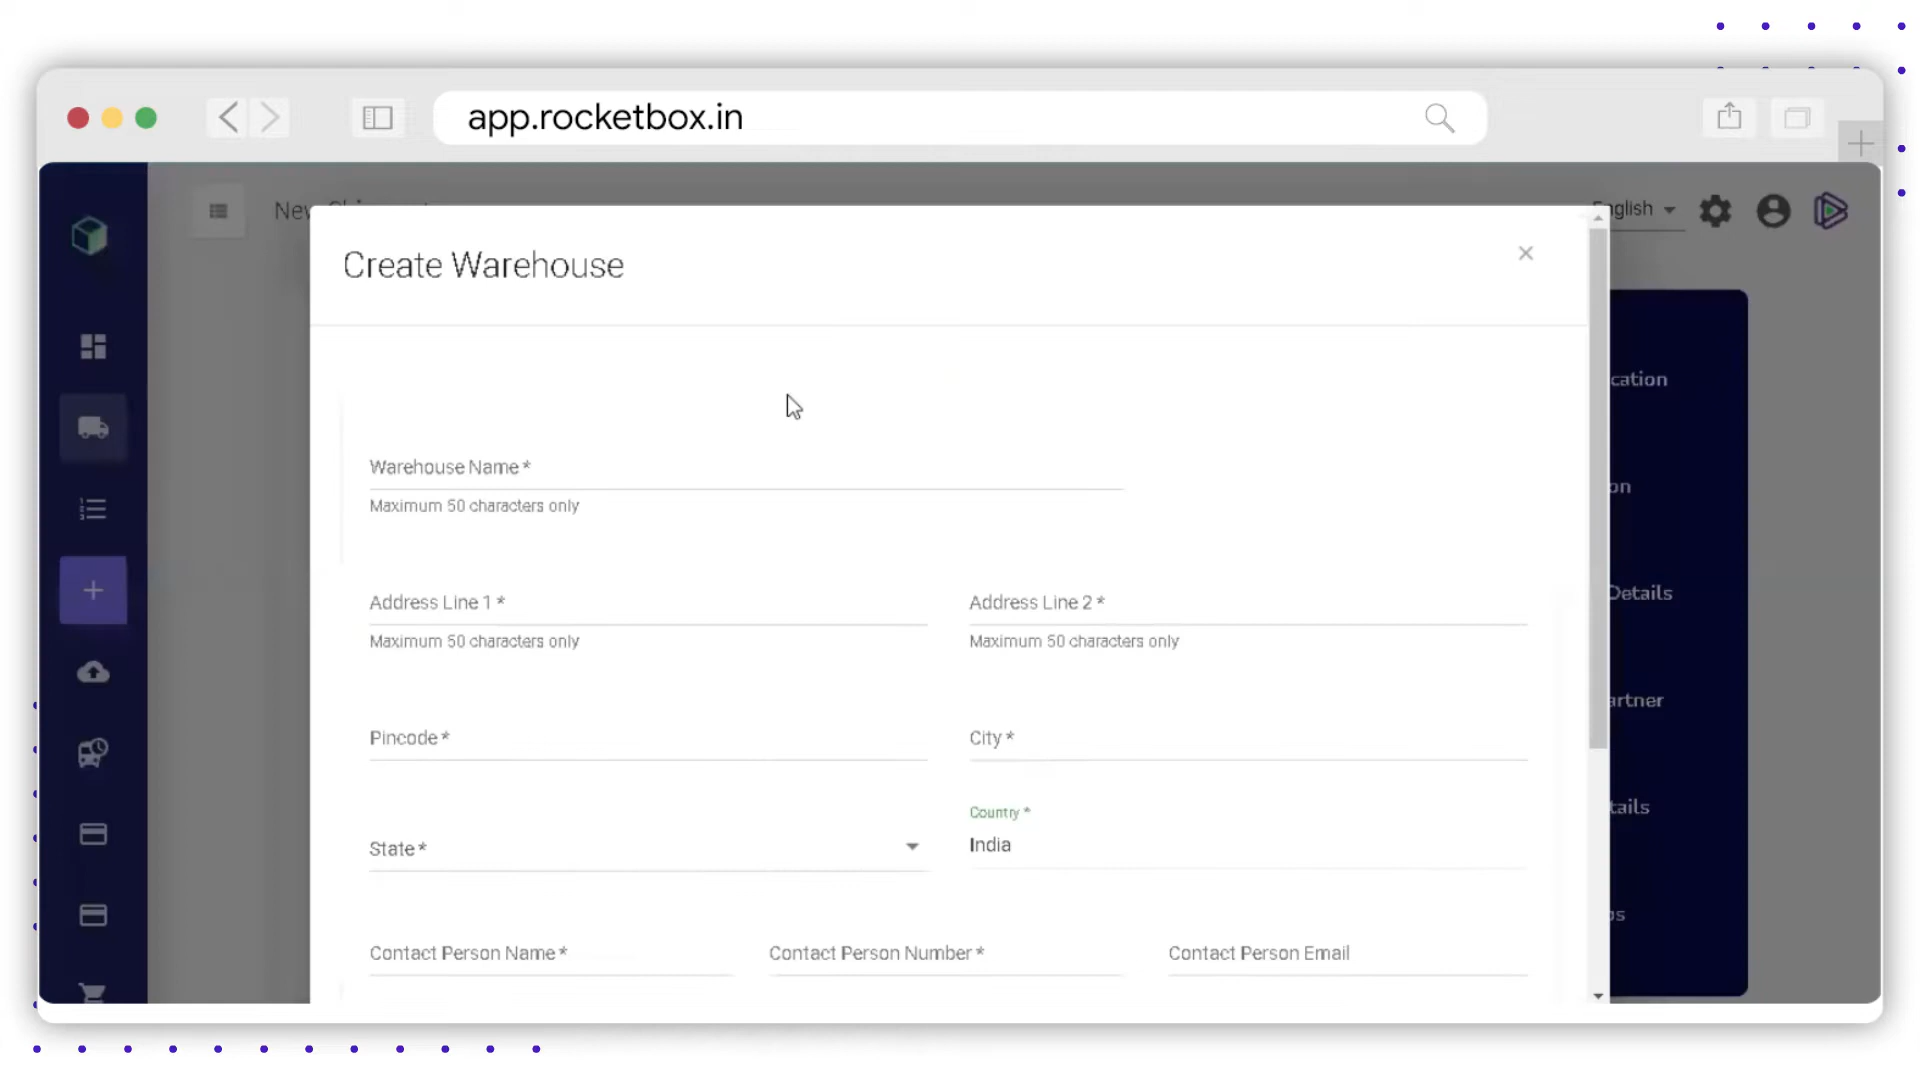 app.rocketbox.in
English
Create Warehouse
Warehouse Name *
Maximum 50 characters only
Address Line 1 *
Address Line 2 *
Maximum 50 characters only
Maximum 50 characters only
Pincode *
City *
Country *
State *
India
Contact Person Name *
Contact Person Number *
Contact Person Email
cation
on
Details
artner
tails
os